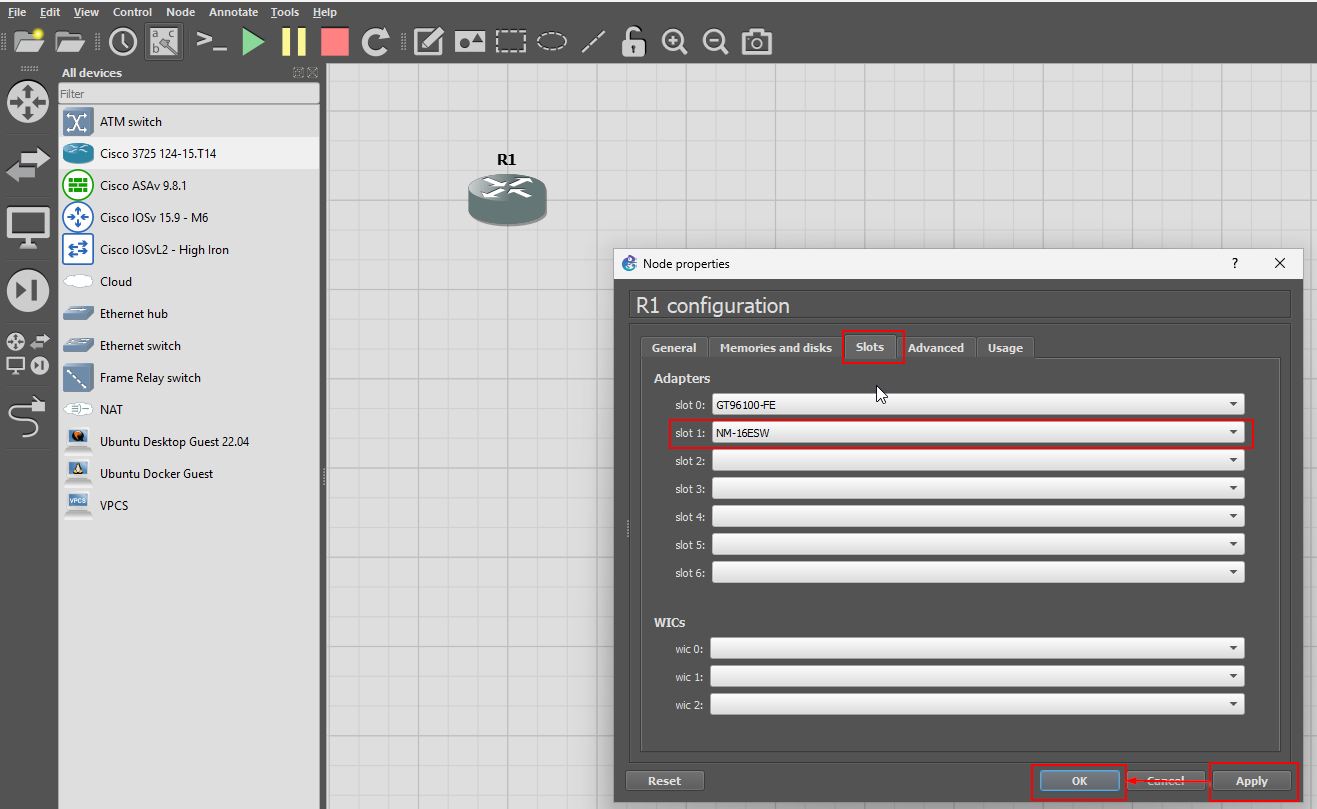 File Edit View Control Node Annotate Tools Help
All devices
Filter
ATM switch
Cisco 3725 124-15.T14
Cisco ASAv 9.8.1
Cisco IOSv 15.9 - M6
Cisco IOSvL2 - High Iron
Cloud
Ethernet hub
Ethernet switch
Frame Relay switch
NAT
Ubuntu Desktop Guest 22.04
Ubuntu Docker Guest
VPCS
VPCS
R1
Node properties
?
R1 configuration
General Memories and disks Slots Advanced Usage
Adapters
slot 0: GT96100-FE
slot 1: NM-16ESW
slot 2:
slot 3:
slot 4:
slot 5:
slot 6:
WICs
wic 0:
wic 1:
wic 2:
Reset OK Cancel Apply